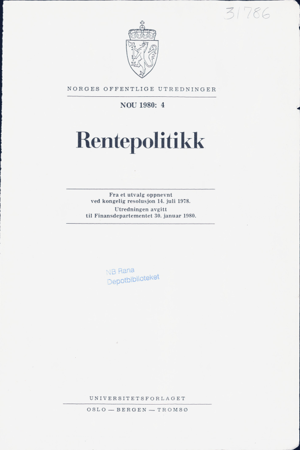 31786
NORGES OFFENTLIGE UTREDNINGER
NOU 1980: 4
Rentepolitikk
Fra et utvalg oppnevnt
ved kongelig resolusjon 14. juli 1978.
Utredningen avgitt
til Finansdepartementet 30. januar 1980.
NB Rana
Depotbiblioteket
UNIVERSITETSFORLAGET
OSLO — BERGEN — TROMSØ